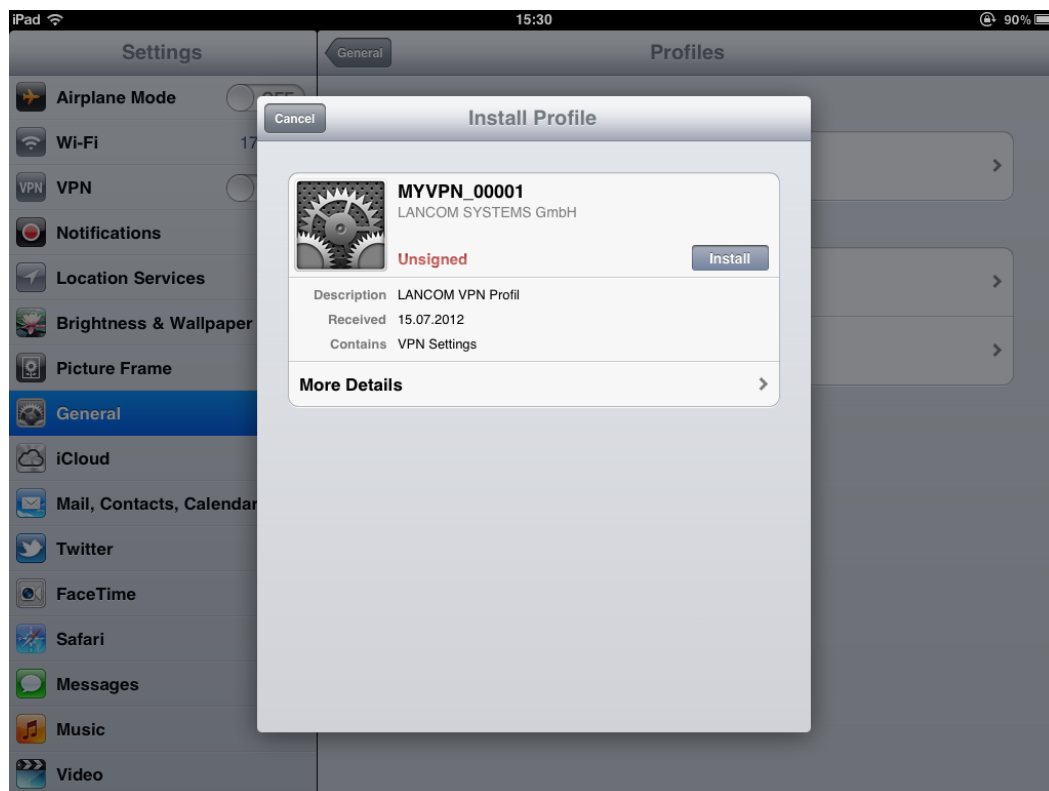 iPad 15:30 90%
Settings
General
Profiles
Airplane Mode
Wi-Fi 17
VPN VPN
Notifications
Location Services
Brightness & Wallpaper
Picture Frame
General
iCloud
Mail, Contacts, Calendar
Twitter
FaceTime
Safari
Messages
Music
Video
Cancel
Install Profile
MYVPN_00001
LANCOM SYSTEMS GmbH
Unsigned
Install
Description LANCOM VPN Profil
Received 15.07.2012
Contains VPN Settings
More Details